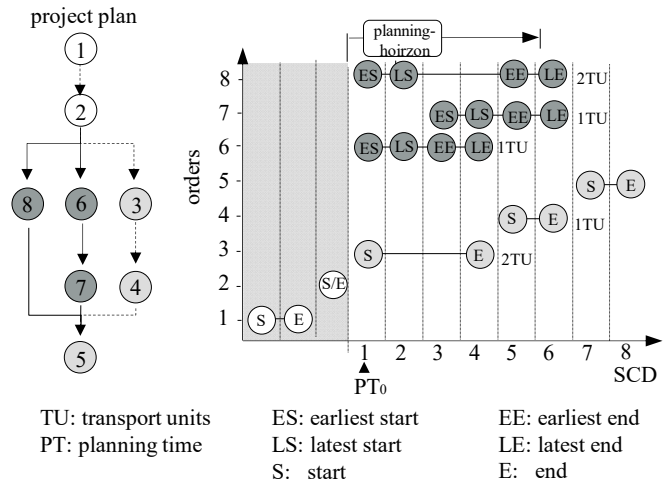 project plan
1
2
8 6 3
7 4
5
planning-
hoirzon
orders
8 ES LS EE LE 2TU
7 ES LS EE LE 1TU
6 ES LS EE LE 1TU
5 S E
4 S E 1TU
3 S E 2TU
2 S/E
1 S E
1 2 3 4 5 6 7 8
PT0 SCD
TU: transport units ES: earliest start EE: earliest end
PT: planning time LS: latest start LE: latest end
S: start E: end